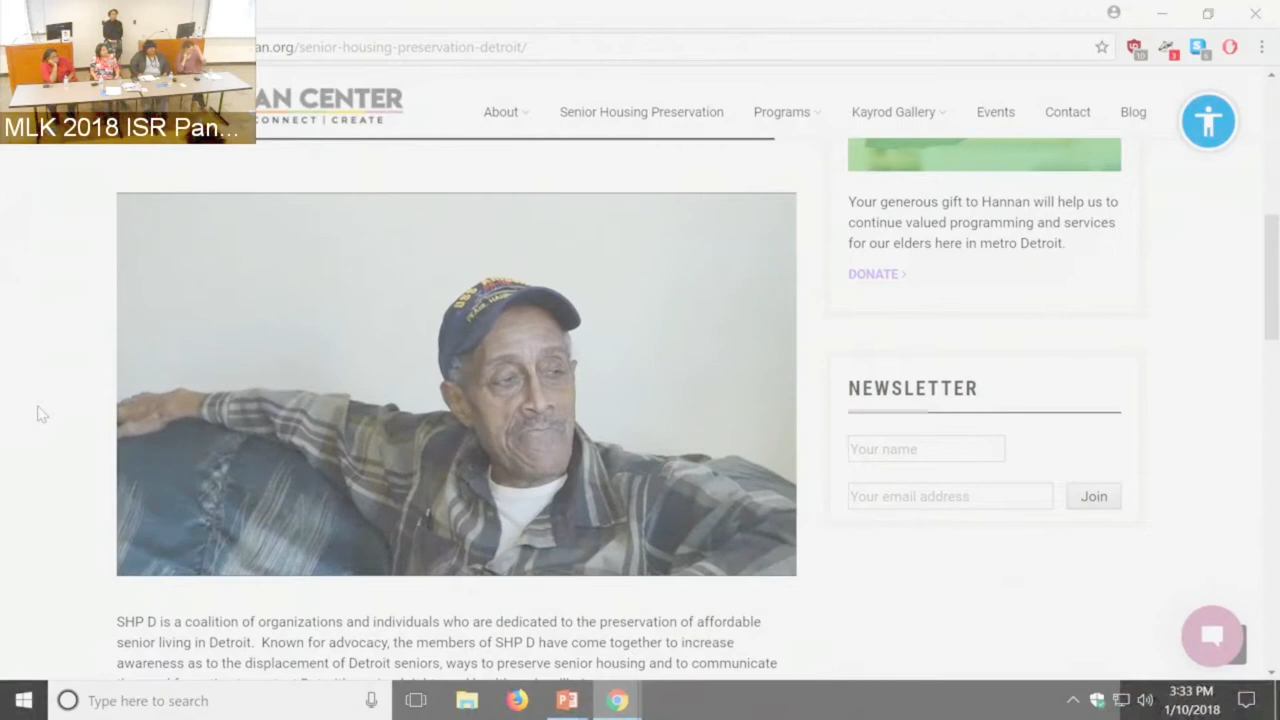 an.org/senior-housing-preservation-detroit/
10
3
6
AN CENTER
CONNECT | CREATE
About
Senior Housing Preservation
Programs
Kayrod Gallery
Events
Contact
Blog
MLK 2018 ISR Pan...
Your generous gift to Hannan will help us to
continue valued programming and services
for our elders here in metro Detroit.
DONATE >
USS
NEWSLETTER
Your name
Your email address
Join
SHP D is a coalition of organizations and individuals who are dedicated to the preservation of affordable
senior living in Detroit. Known for advocacy, the members of SHP D have come together to increase
awareness as to the displacement of Detroit seniors, ways to preserve senior housing and to communicate
Type here to search
3:33 PM
1/10/2018